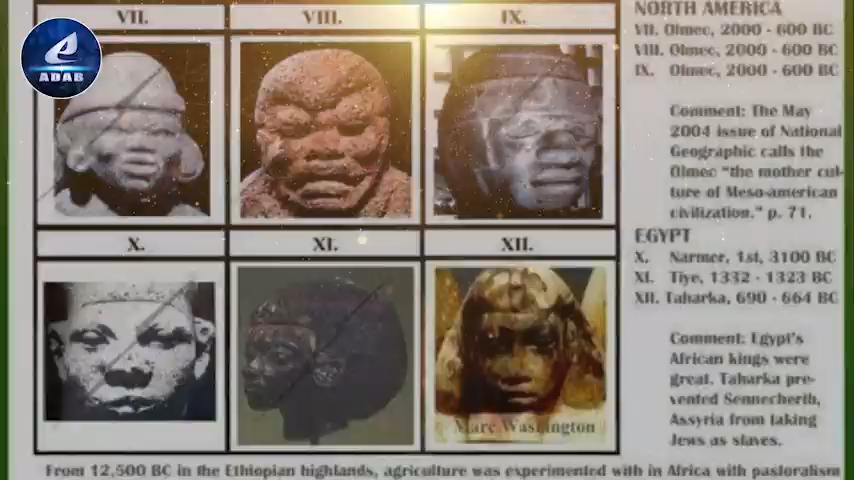 ADAB
VII.
VIII.
IX.
X.
XI.
XII.
Marc Washington
NORTH AMERICA
VII. Olmec, 2000 - 600 BC
VIII. Olmec, 2000 - 600 BC
IX. Olmec, 2000 - 600 BC
Comment: The May
2004 issue of National
Geographic calls the
Olmec "the mother cul-
ture of Meso-american
civilization." p. 71.
EGYPT
X. Narmer, 1st, 3100 BC
XI. Tiye, 1332 - 1323 BC
XII. Taharka, 690 - 664 BC
Comment: Egypt's
African kings were
great. Taharka pre-
vented Sennecherib,
Assyria from taking
Jews as slaves.
From 12,500 BC in the Ethiopian highlands, agriculture was experimented with in Africa with pastoralism